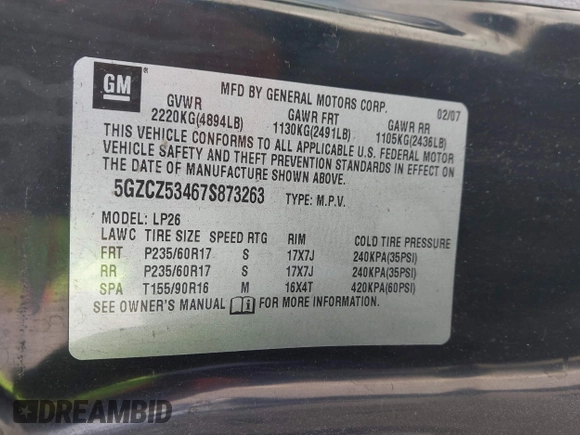 GM ®
MFD BY GENERAL MOTORS CORP.
02/07
GVWR GAWR FRT GAWR RR
2220KG(4894LB) 1130KG(2491LB) 1105KG(2436LB)
THIS VEHICLE CONFORMS TO ALL APPLICABLE U.S. FEDERAL MOTOR
VEHICLE SAFETY AND THEFT PREVENTION STANDARDS IN EFFECT ON
THE DATE OF MANUFACTURE SHOWN ABOVE.
5GZCZ53467S873263 TYPE: M.P.V.
MODEL: LP26
LAWC TIRE SIZE SPEED RTG RIM COLD TIRE PRESSURE
FRT P235/60R17 S 17X7J 240KPA(35PSI)
RR P235/60R17 S 17X7J 240KPA(35PSI)
SPA T155/90R16 M 16X4T 420KPA(60PSI)
SEE OWNER'S MANUAL FOR MORE INFORMATION
DREAMBID